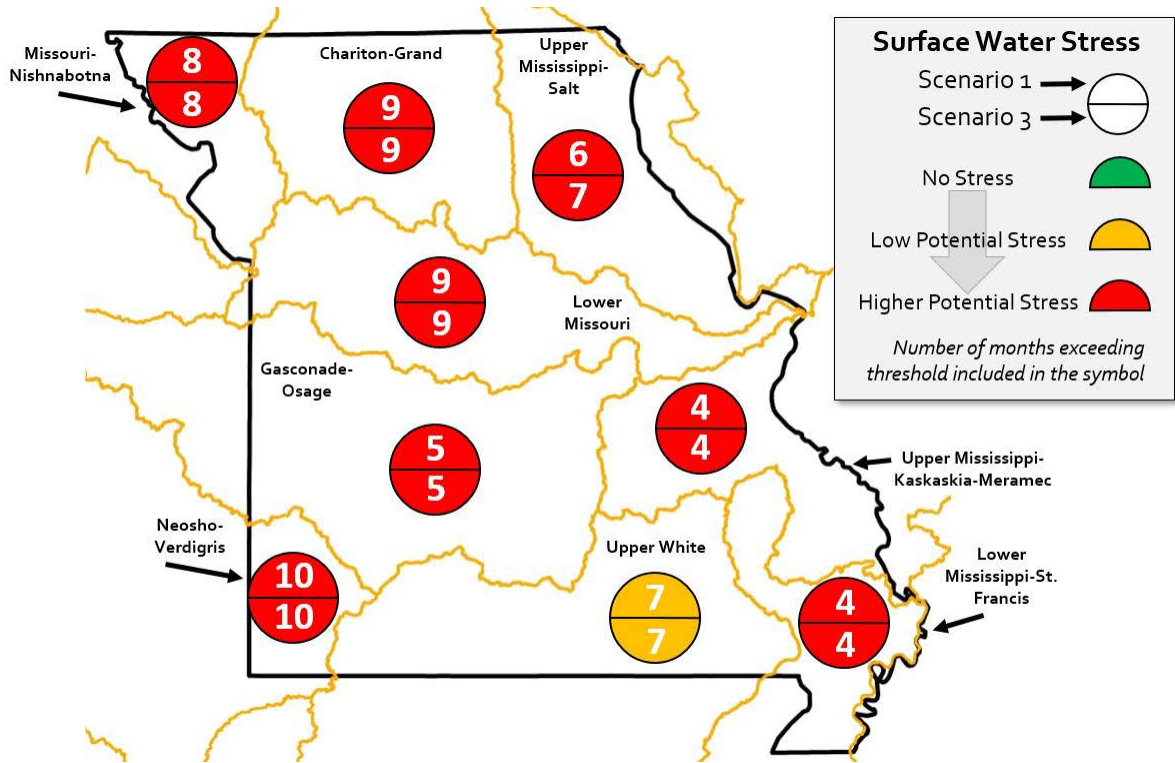 Missouri-
Nishnabotna
8
8
Chariton-Grand
9
9
Upper
Mississippi-
Salt
6
7
Surface Water Stress
Scenario 1
Scenario 3
No Stress
Low Potential Stress
Higher Potential Stress
Number of months exceeding
threshold included in the symbol
9
9
Lower
Missouri
Gasconade-
Osage
5
5
4
4
Upper Mississippi-
Kaskaskia-Meramec
Neosho-
Verdigris
10
10
Upper White
7
7
4
4
Lower
Mississippi-St.
Francis